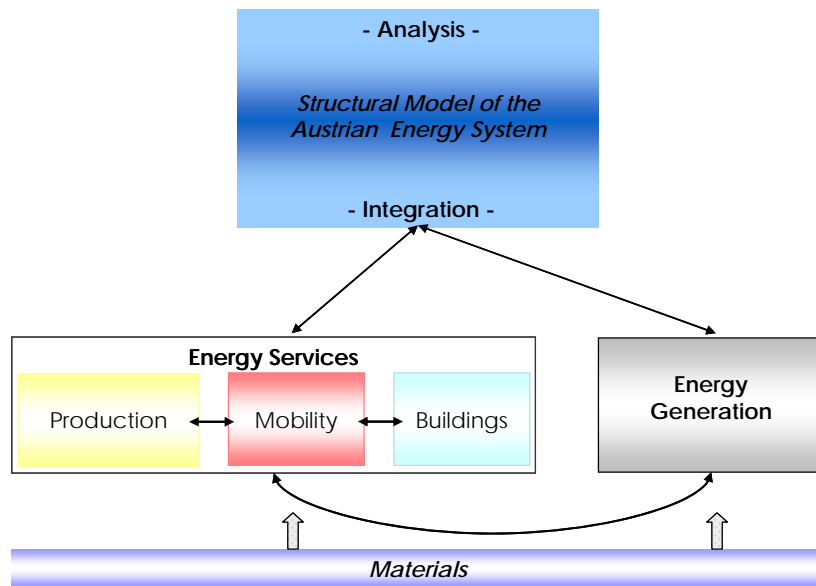 - Analysis -
Structural Model of the
Austrian Energy System
- Integration -
Energy Services
Production
Mobility
Buildings
Energy
Generation
Materials